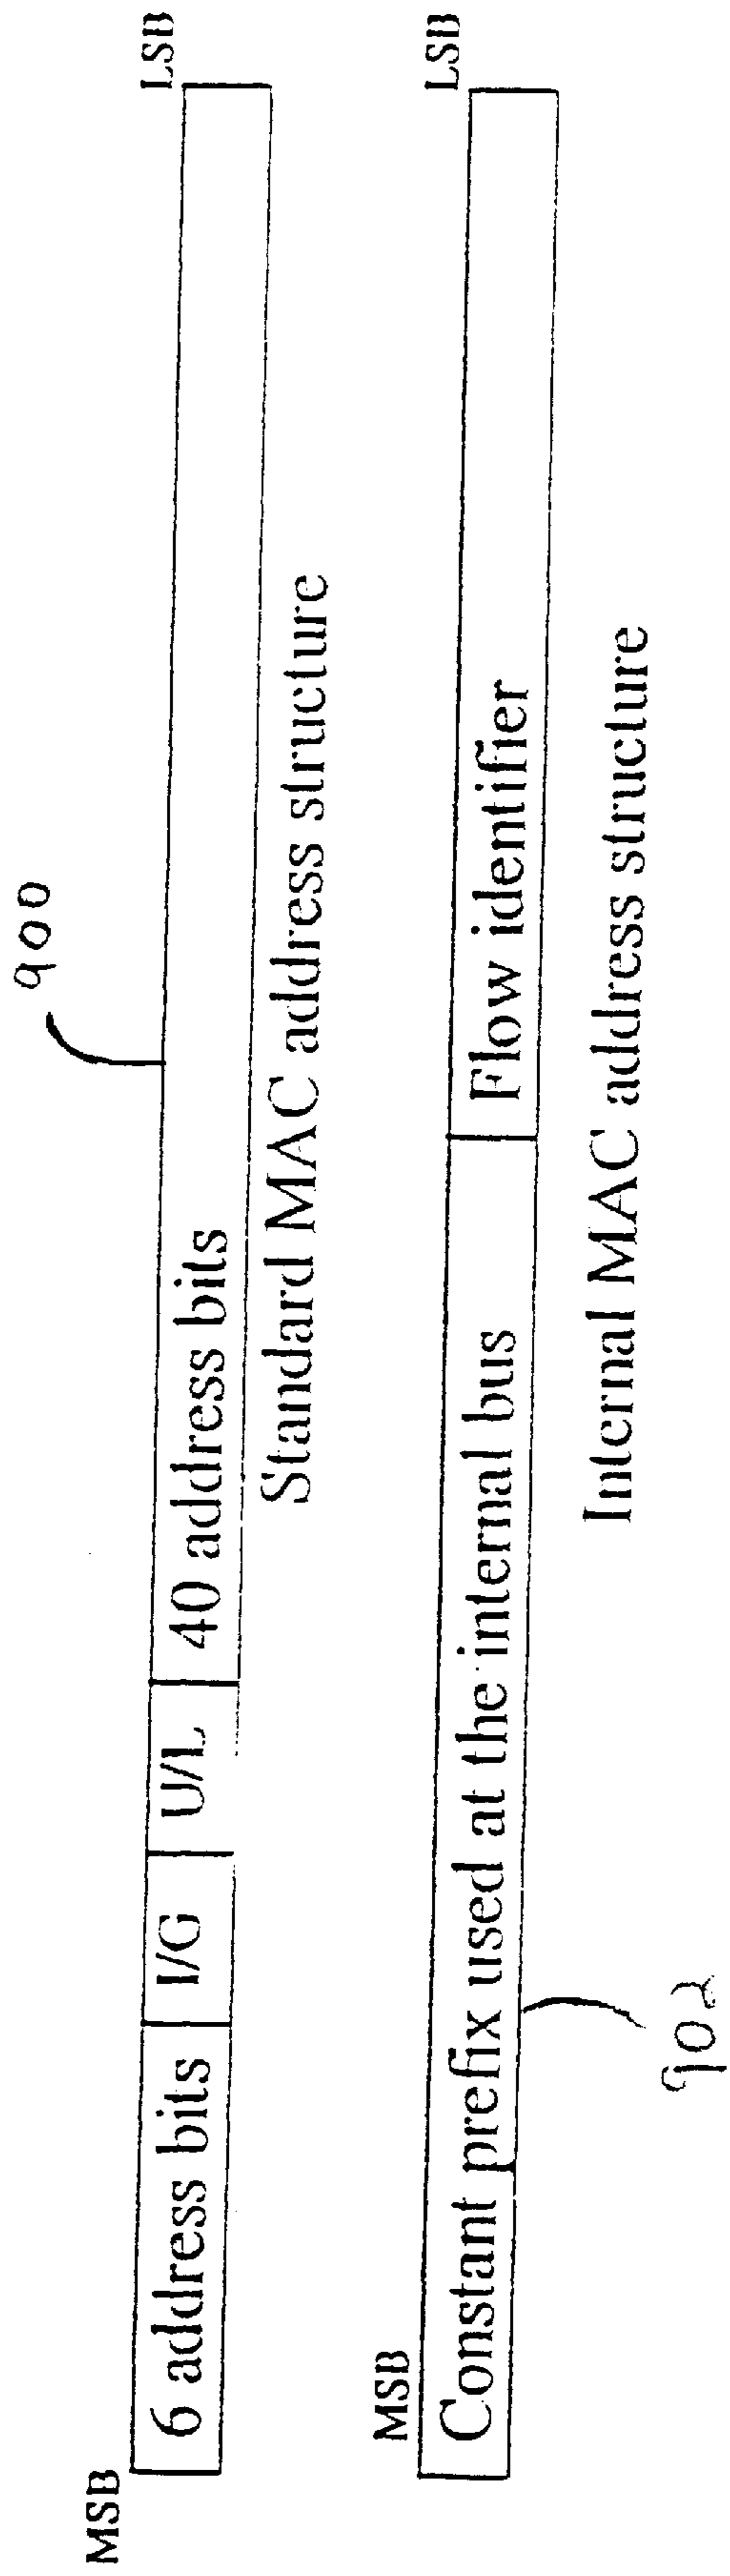 900
MSB
LSB
6 address bits
I/G
U/L
40 address bits
Standard MAC address structure
MSB
LSB
Constant prefix used at the internal bus
Flow identifier
902
Internal MAC address structure